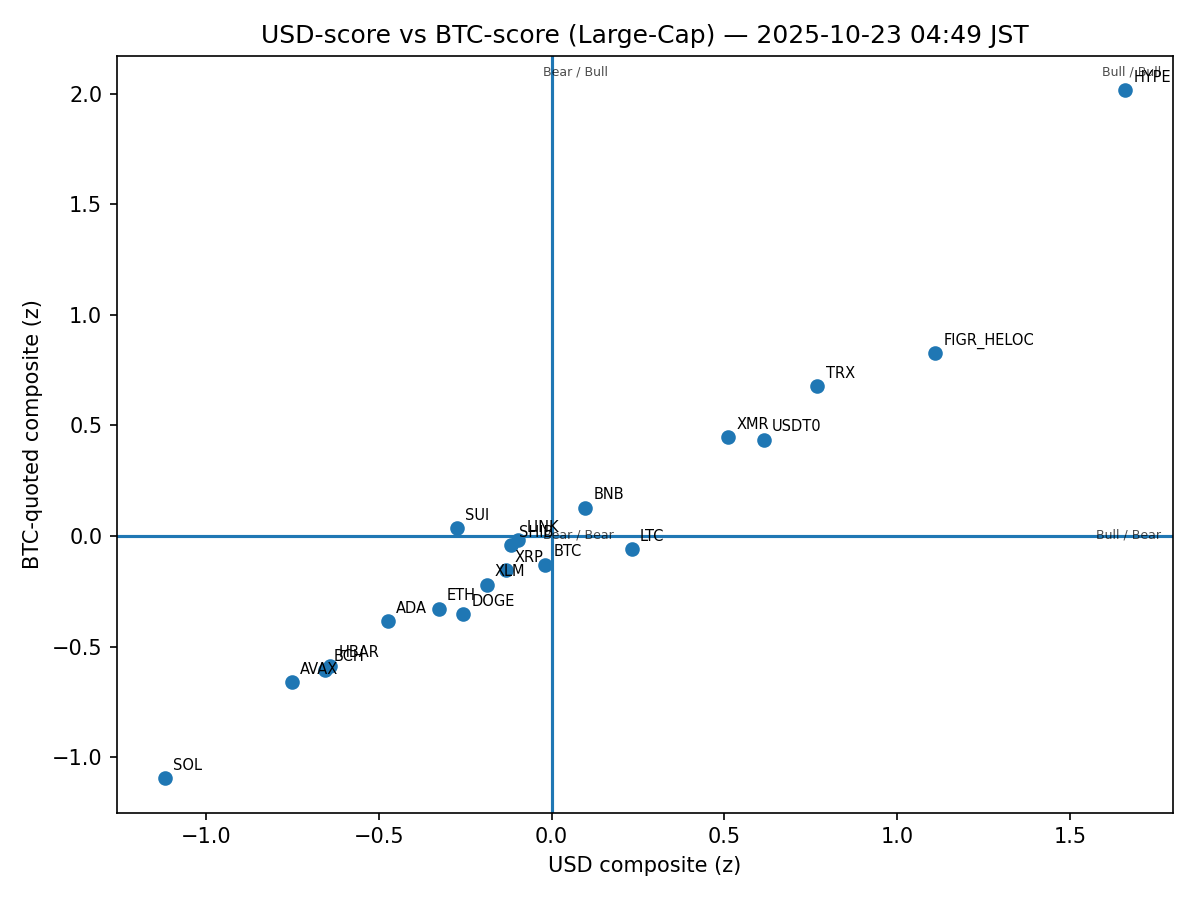 USD-score vs BTC-score (Large-Cap) — 2025-10-23 04:49 JST
Bear / Bull
Bull / Bull
HYPE
2.0
1.5
1.0
0.5
0.0
−0.5
−1.0
BTC-quoted composite (z)
FIGR_HELOC
TRX
XMR
USDT0
BNB
SUI
LINK
SHIB
Bear / Bear
LTC
Bull / Bear
BTC
XRP
XLM
ETH
DOGE
ADA
HBAR
BCH
AVAX
SOL
−1.0
−0.5
0.0
0.5
1.0
1.5
USD composite (z)